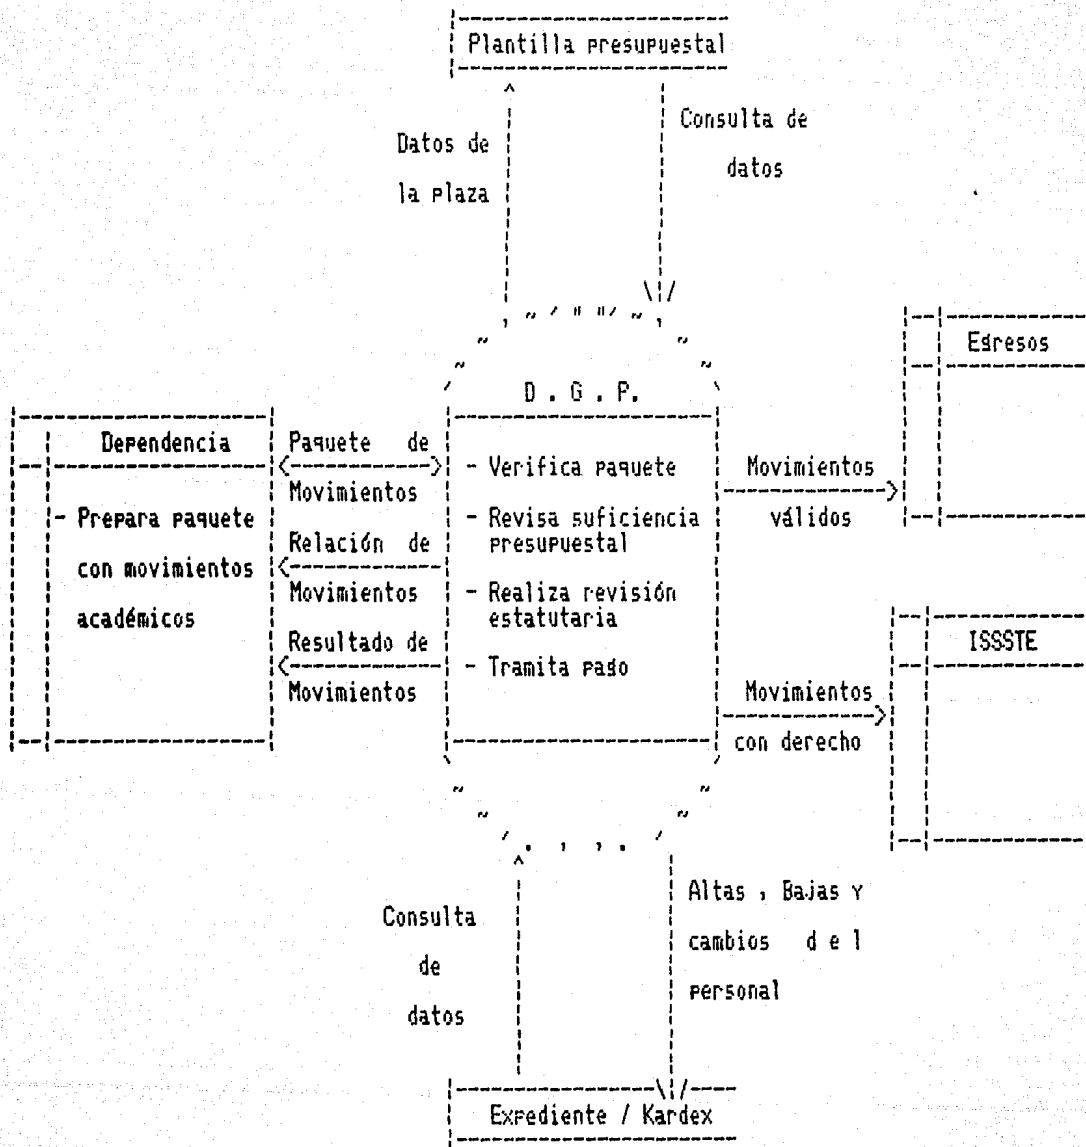 Plantilla presupuestal
Datos de
la plaza
Consulta de
datos
Egresos
D . G . P.
Dependencia
- Prepara paquete
con movimientos
académicos
Paquete de
Movimientos
Relación de
Movimientos
Resultado de
Movimientos
- Verifica paquete
- Revisa suficiencia
presupuestal
- Realiza revisión
estatutaria
- Tramita pago
Movimientos
válidos
ISSSTE
Movimientos
con derecho
Consulta
de
datos
Altas , Bajas y
cambios d e l
personal
Expediente / Kardex